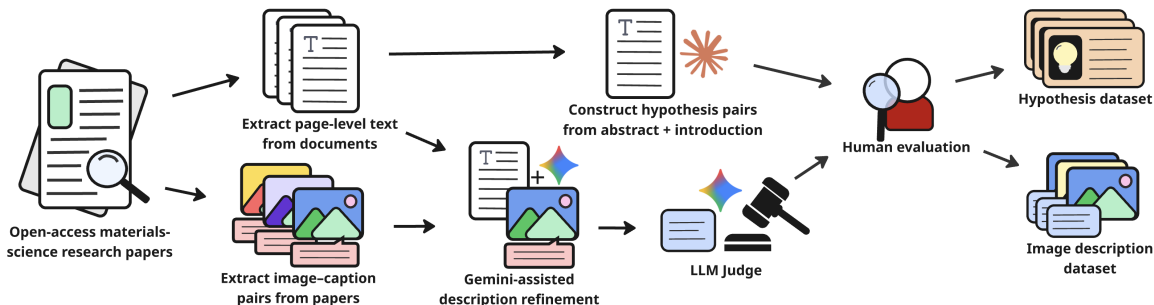 Open-access materials-
science research papers
Extract page-level text
from documents
Extract image–caption
pairs from papers
T
T
Construct hypothesis pairs
from abstract + introduction
T
+
Gemini-assisted
description refinement
LLM Judge
Human evaluation
Hypothesis dataset
Image description
dataset